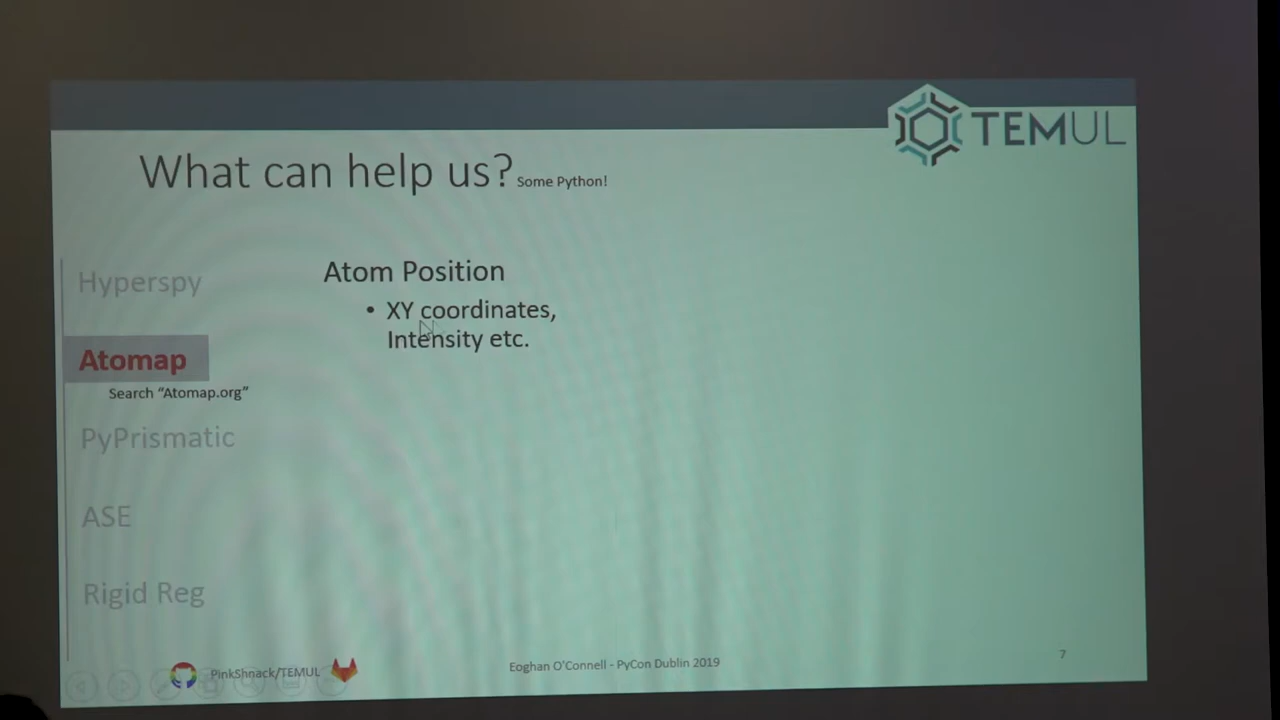 TEMUL
What can help us? Some Python!
Hyperspy
Atomap
Search “Atomap.org”
PyPrismatic
ASE
Rigid Reg
Atom Position
• XY coordinates,
Intensity etc.
PinkShnack/TEMUL
Eoghan O'Connell - PyCon Dublin 2019
7